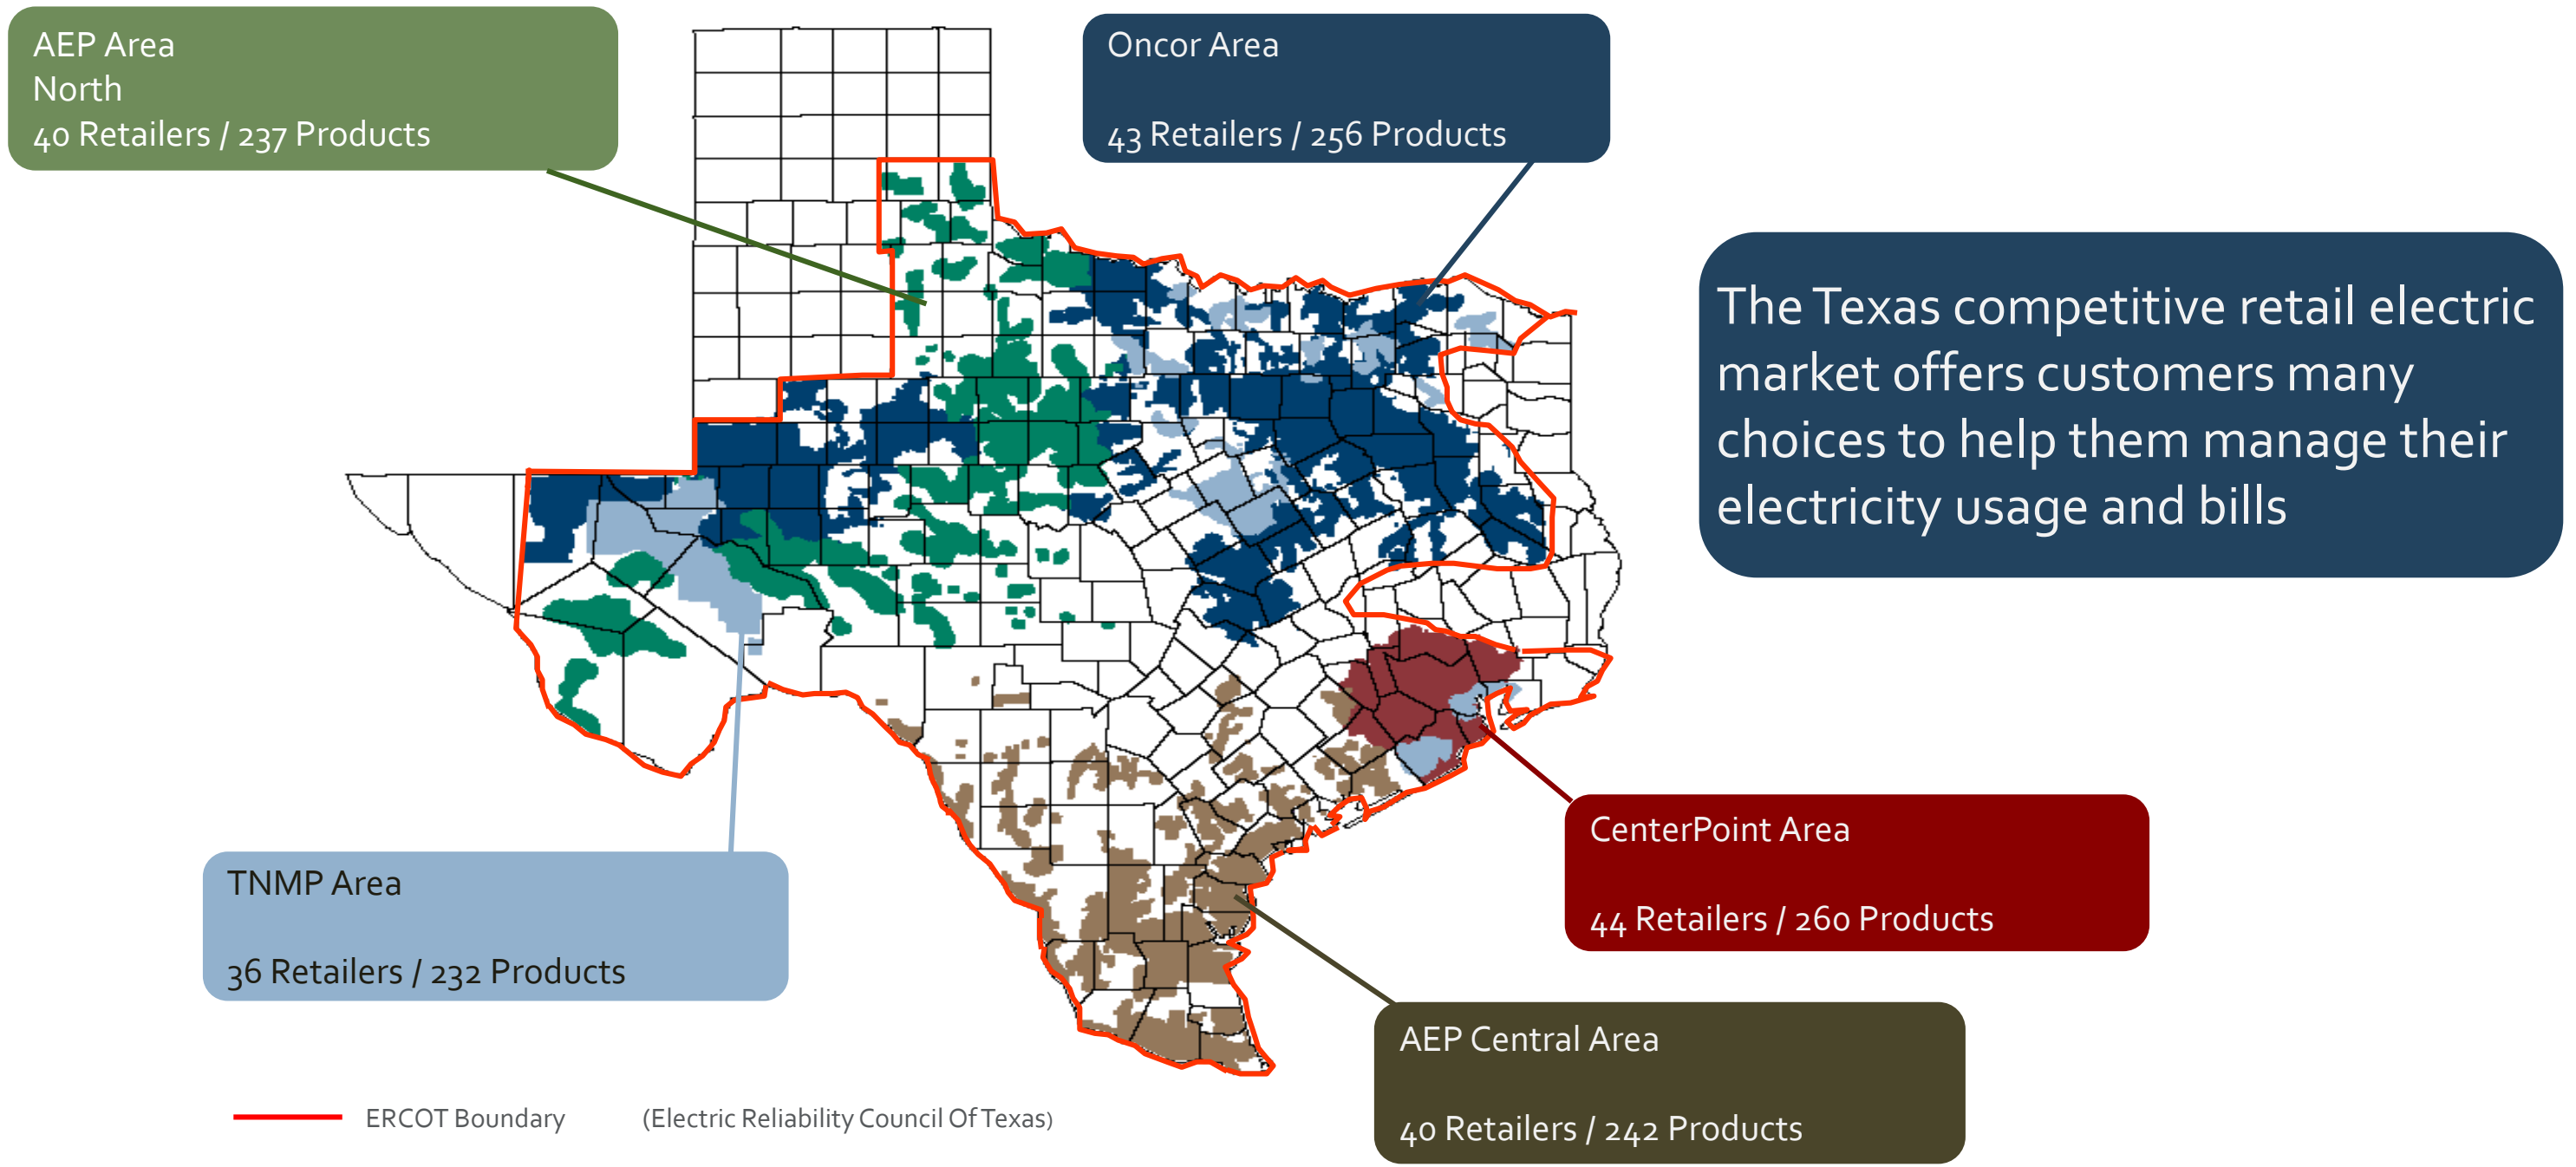 AEP Area
North
40 Retailers / 237 Products
Oncor Area
43 Retailers / 256 Products
The Texas competitive retail electric
market offers customers many
choices to help them manage their
electricity usage and bills
TNMP Area
36 Retailers / 232 Products
CenterPoint Area
44 Retailers / 260 Products
AEP Central Area
40 Retailers / 242 Products
ERCOT Boundary (Electric Reliability Council Of Texas)